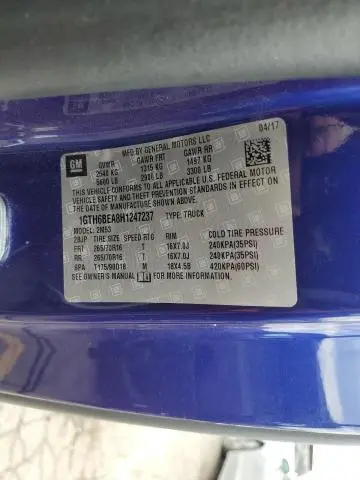 GM
MFD BY GENERAL MOTORS LLC
04/17
GVWR GAWR FRT GAWR RR
2540 KG 1315 KG 1497 KG
5600 LB 2900 LB 3300 LB
THIS VEHICLE CONFORMS TO ALL APPLICABLE U.S. FEDERAL MOTOR
VEHICLE SAFETY
STANDARDS IN EFFECT ON THE DATE OF MANUFACTURE SHOWN ABOVE.
1GTH6BEA8H1247237 TYPE: TRUCK
MODEL: 2M53
TIRE SIZE SPEED RTG RIM COLD TIRE PRESSURE
FRT 265/70R16 T 16X7.0J 240KPA(35PSI)
RR 265/70R16 T 16X7.0J 240KPA(35PSI)
SPA T175/90D18 M 18X4.5B 420KPA(60PSI)
SEE OWNER'S MANUAL FOR MORE INFORMATION